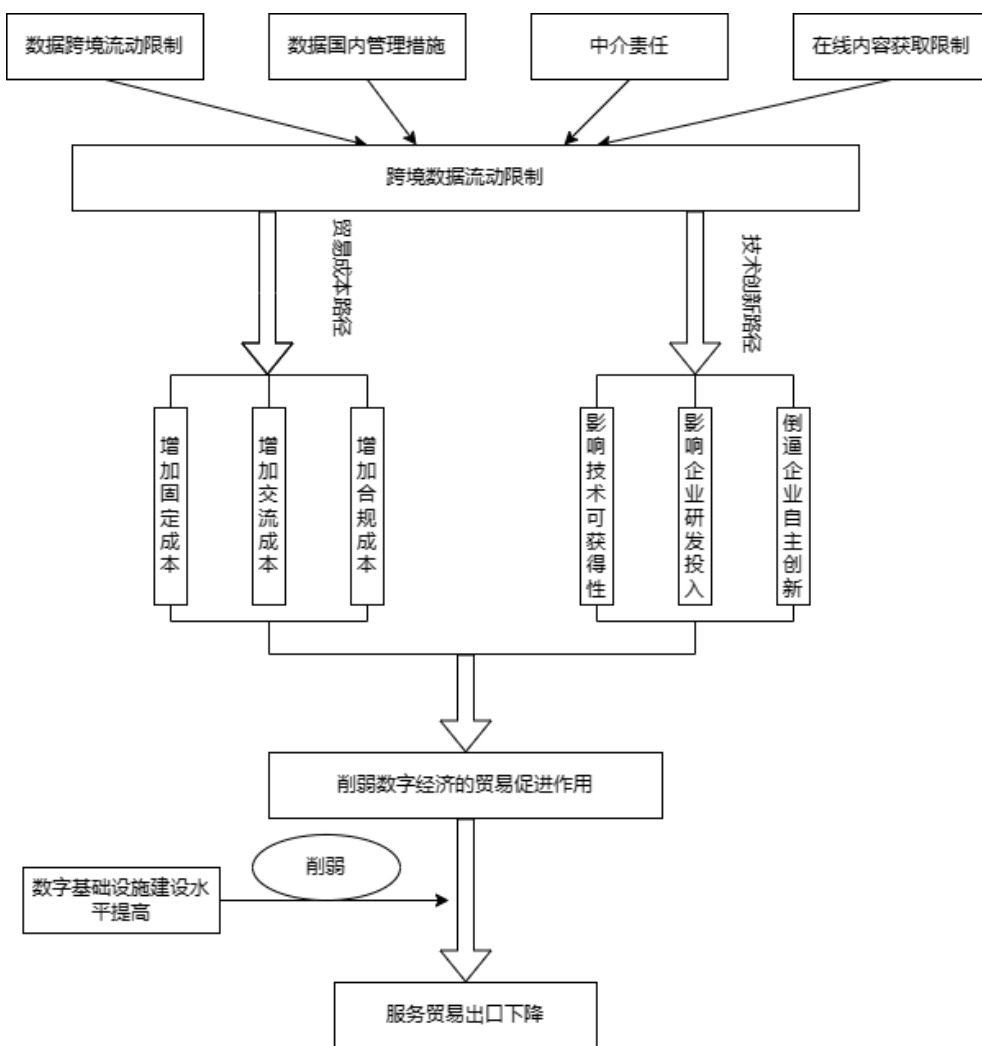 数据跨境流动限制
数据国内管理措施
中介责任
在线内容获取限制
跨境数据流动限制
贸易成本路径
技术创新路径
增加固定成本
增加交流成本
增加合规成本
影响技术可获得性
影响企业研发投入
倒逼企业自主创新
削弱数字经济的贸易促进作用
削弱
数字基础设施建设水
平提高
服务贸易出口下降